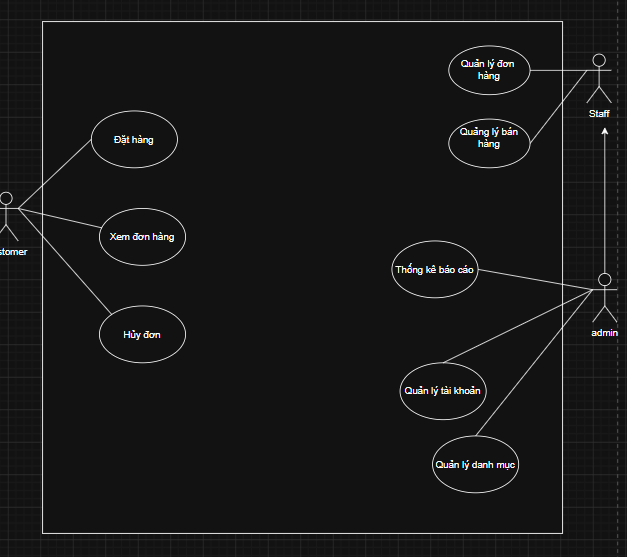 Quản lý đơn
hàng
Staff
Quảng lý bán
hàng
Đặt hàng
Xem đơn hàng
stomer
Thống kê báo cáo
Hủy đơn
admin
Quản lý tài khoản
Quản lý danh mục